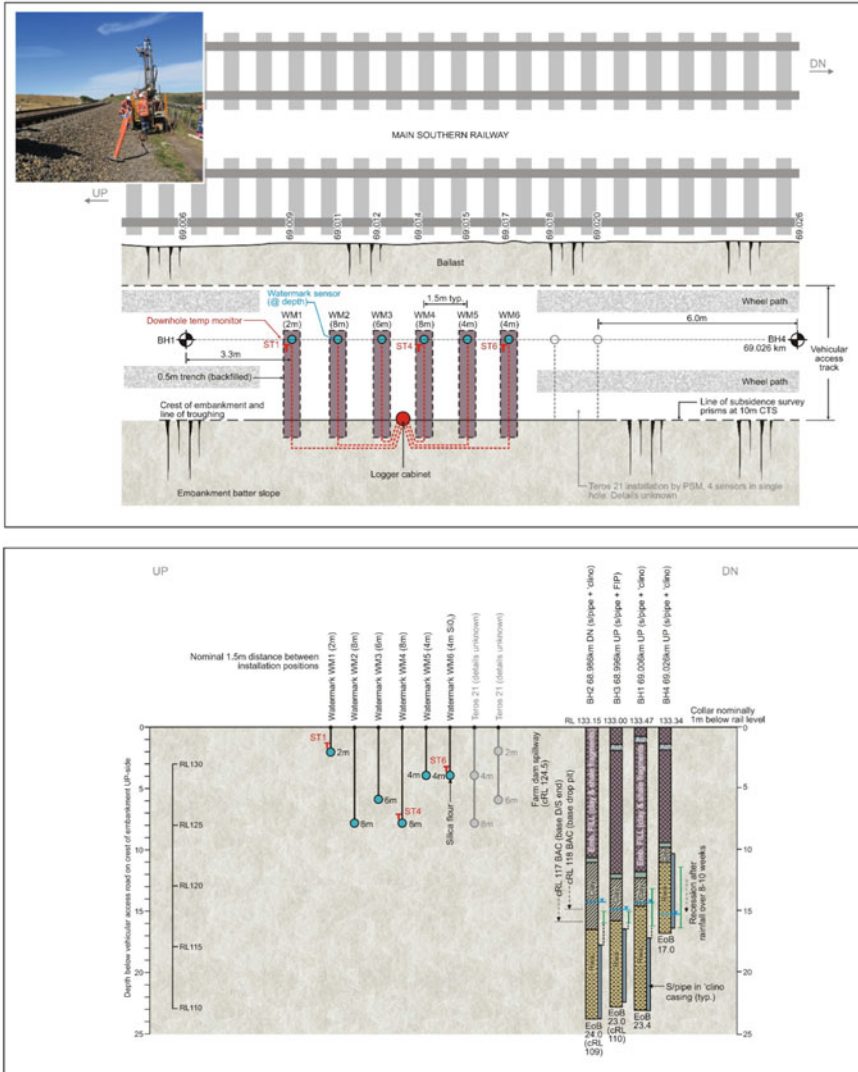 DN
MAIN SOUTHERN RAILWAY
UP
69.006
69.009
69.011
69.012
69.014
69.015
69.017
69.018
69.020
69.026
Ballast
Watermark sensor
(@ depth)
1.5m typ.
Wheel path
WM1
(2m)
WM2
(8m)
WM3
(6m)
WM4
(8m)
WM5
(4m)
WM6
(4m)
6.0m
Downhole temp monitor
ST1
ST4
ST6
BH1
BH4
69.026 km
Vehicular
access
track
3.3m
0.5m trench (backfilled)
Wheel path
Crest of embankment and
line of troughing
Line of subsidence survey
prisms at 10m CTS
Logger cabinet
Embankment batter slope
Teros 21 installation by PSM, 4 sensors in single
hole. Details unknown
UP
DN
Nominal 1.5m distance between
installation positions
Watermark WM1 (2m)
Watermark WM2 (8m)
Watermark WM3 (6m)
Watermark WM4 (8m)
Watermark WM5 (4m)
Watermark WM6 (4m SiO₂)
Teros 21 (details unknown)
Teros 21 (details unknown)
BH2 68.986km DN (s/pipe + 'clino)
BH3 68.996km UP (s/pipe + FIP)
BH1 69.006km UP (s/pipe + 'clino)
BH4 69.026km UP (s/pipe + 'clino)
Collar nominally
1m below rail level
RL 133.15 133.00 133.47 133.34
0
5
10
15
20
25
Depth below vehicular access road on crest of embankment UP-side
RL130
RL125
RL120
RL115
RL110
ST1
2m
8m
6m
ST4
8m
4m
ST6
4m
Silica flour
2m
4m
6m
8m
Farm dam spillway
(cRL 124.5)
cRL 117 BAC (base D/S end)
cRL 118 BAC (base drop pit)
Emb. FILL (clay & shale fragments)
Emb. FILL (clay & shale fragments)
Recession after
rainfall over 8-10 weeks
EoB
17.0
S/pipe in 'clino
casing (typ.)
EoB
24.0
(cRL
109)
EoB
23.0
(cRL
110)
EoB
23.4
0
5
10
15
20
25